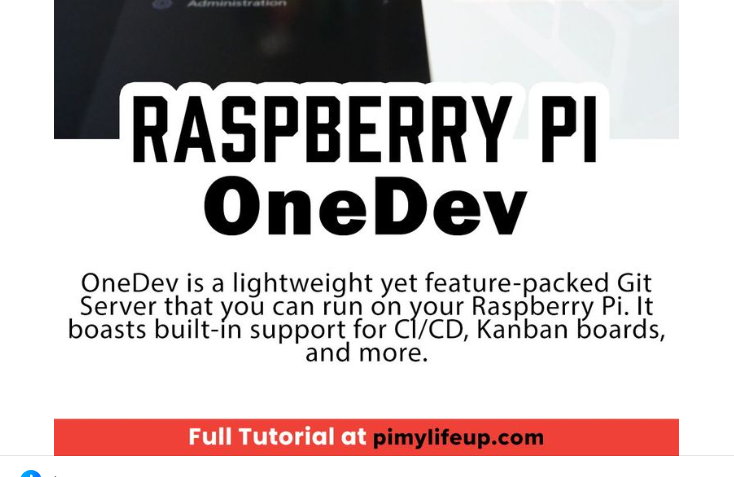 Administration
RASPBERRY PI
OneDev
OneDev is a lightweight yet feature-packed Git
Server that you can run on your Raspberry Pi. It
boasts built-in support for CI/CD, Kanban boards,
and more.
Full Tutorial at pimylifeup.com